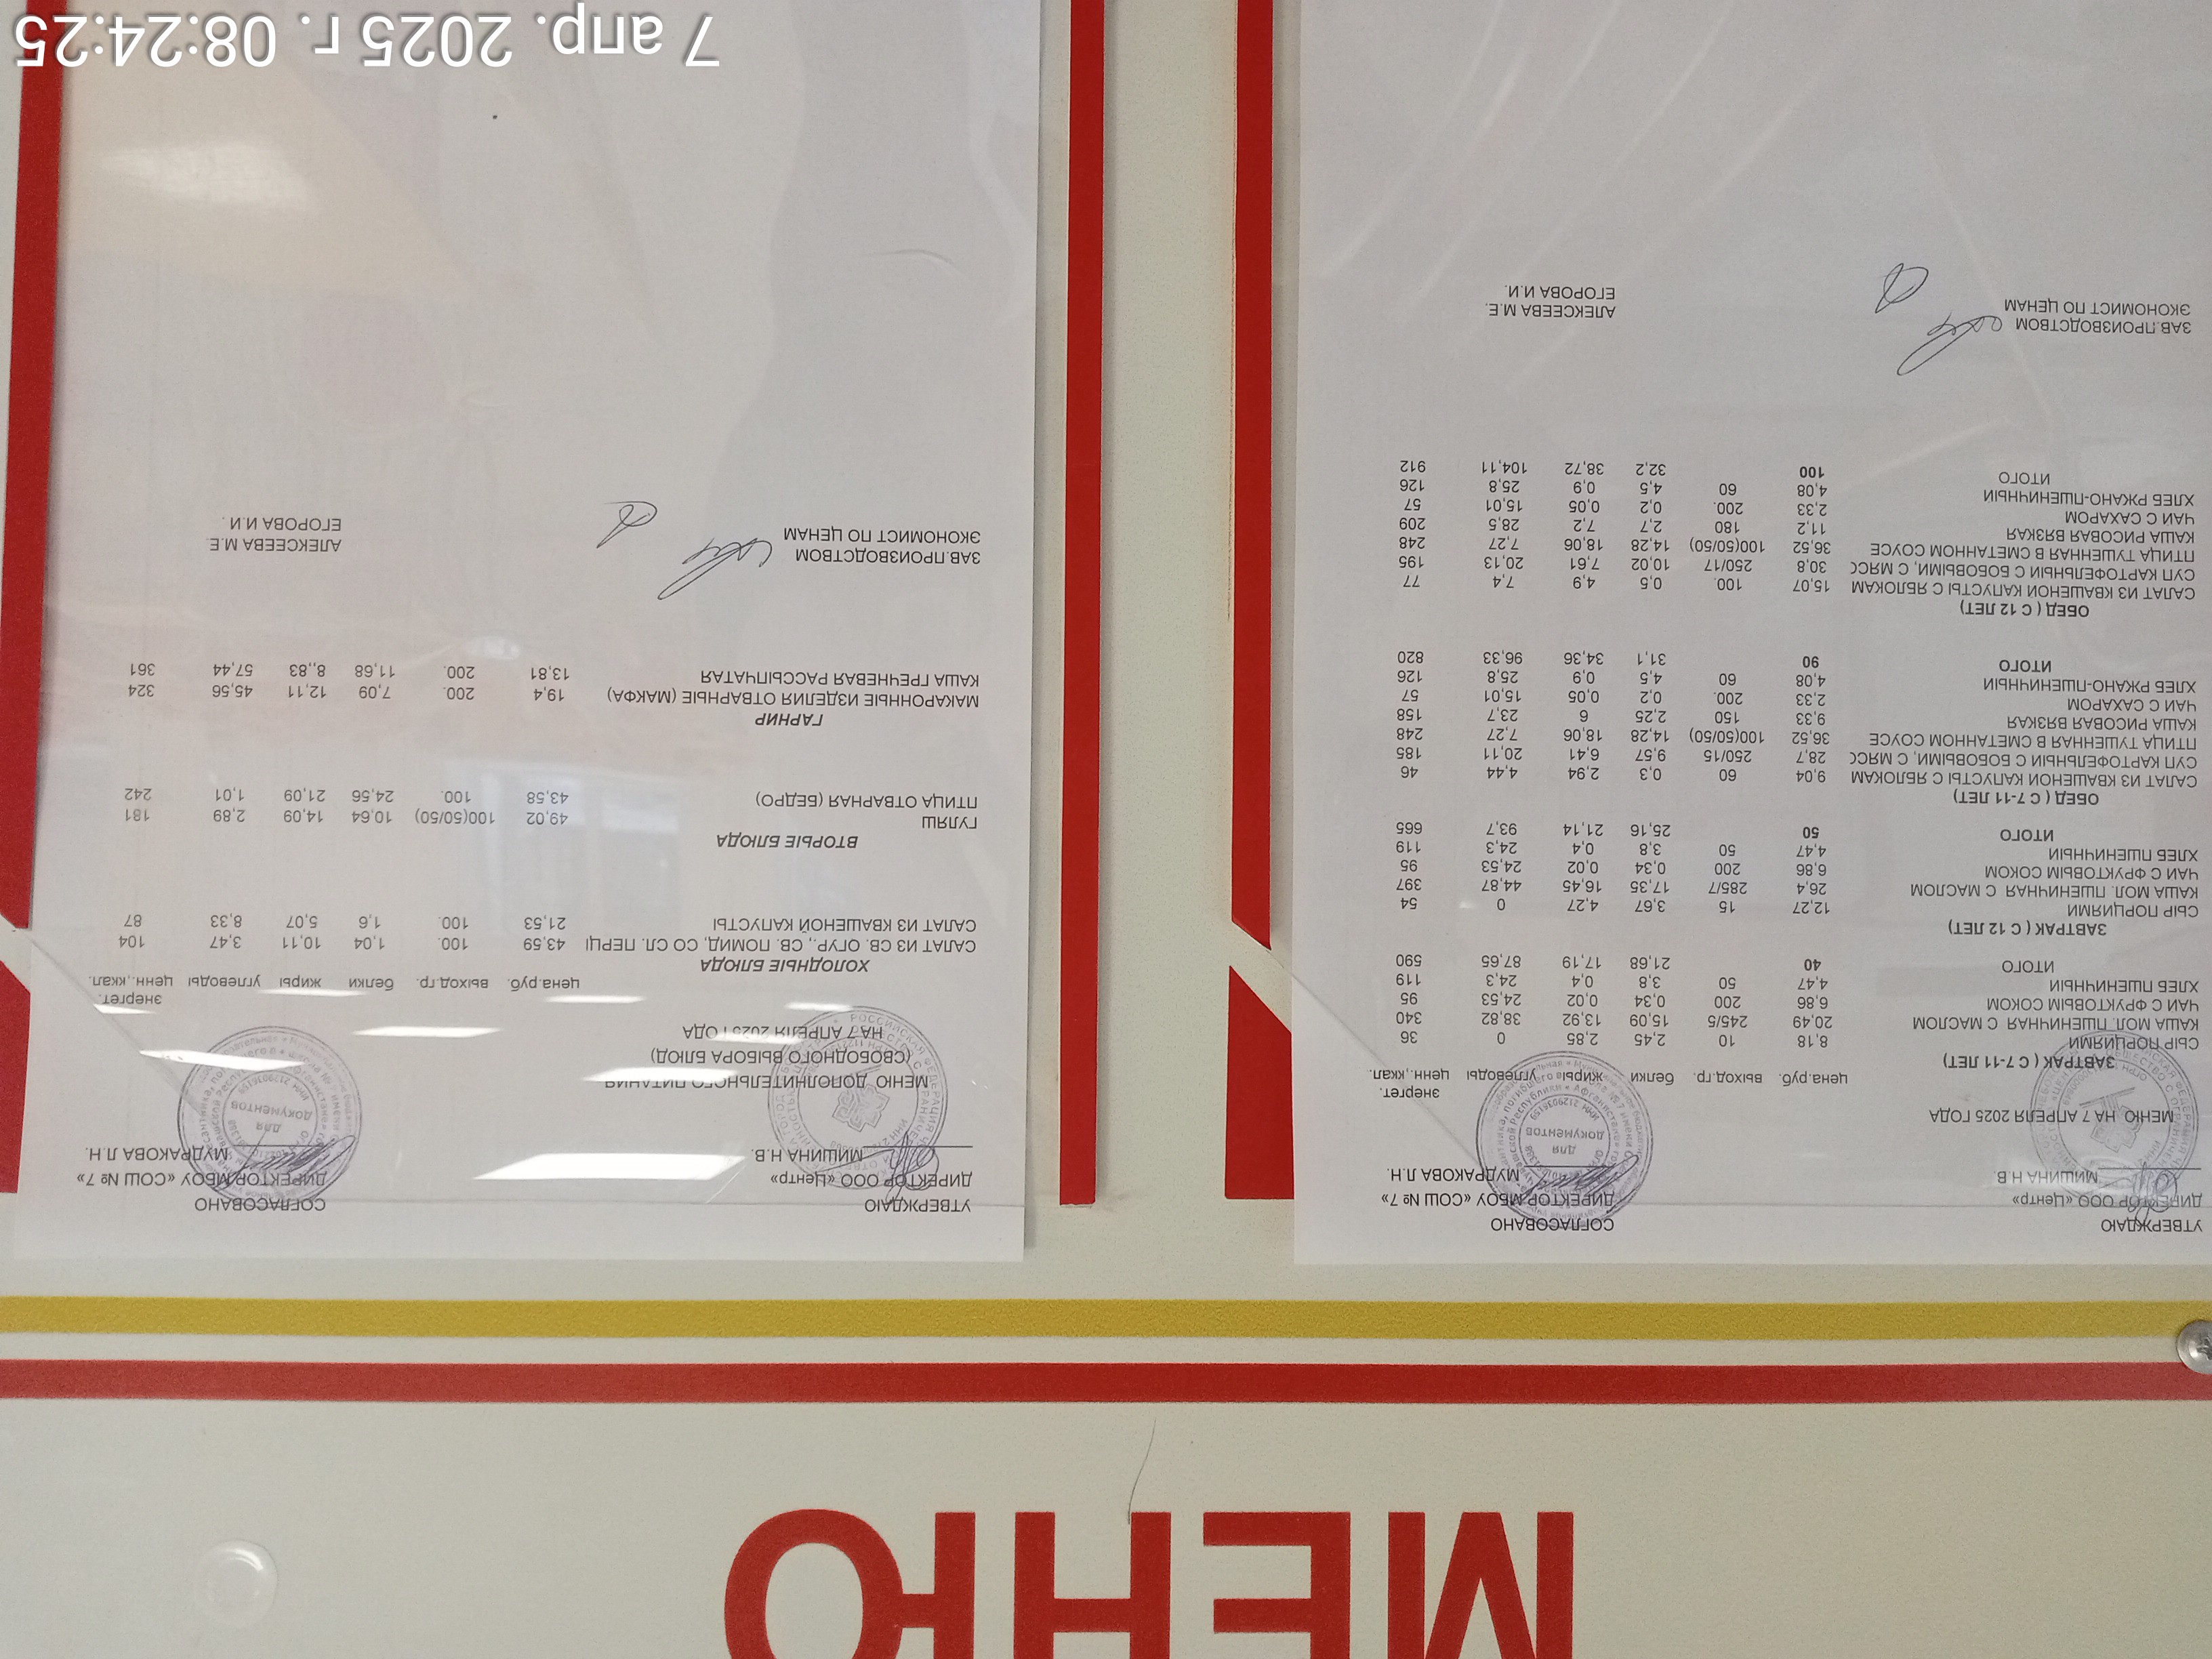 МЕНЮ
УТВЕРЖДАЮ СОГЛАСОВАНО
ДИРЕКТОР ООО «Центр» ДИРЕКТОР МБОУ «СОШ № 7»
МИШИНА Н.В МУДРАКОВА Л.Н.
МЕНЮ НА 7 АПРЕЛЯ 2025 ГОДА
цена.руб. выход.гр. белки жиры углеводы энергет. ценн.,ккал.
ЗАВТРАК ( С 7-11 ЛЕТ)
СЫР ПОРЦИЯМИ 8,18 10 2,45 2,85 0 36
КАША МОЛ. ПШЕНИЧНАЯ С МАСЛОМ 20,49 245/5 15,09 13,92 38,82 340
ЧАЙ С ФРУКТОВЫМ СОКОМ 6,86 200 0,34 0,02 24,53 95
ХЛЕБ ПШЕНИЧНЫЙ 4,47 50 3,8 0,4 24,3 119
ИТОГО 40 21,68 17,19 87,65 590
ЗАВТРАК ( С 12 ЛЕТ)
СЫР ПОРЦИЯМИ 12,27 15 3,67 4,27 0 54
КАША МОЛ. ПШЕНИЧНАЯ С МАСЛОМ 26,4 285/7 17,35 16,45 44,87 397
ЧАЙ С ФРУКТОВЫМ СОКОМ 6,86 200 0,34 0,02 24,53 95
ХЛЕБ ПШЕНИЧНЫЙ 4,47 50 3,8 0,4 24,3 119
ИТОГО 50 25,16 21,14 93,7 665
ОБЕД ( С 7-11 ЛЕТ)
САЛАТ ИЗ КВАШЕНОЙ КАПУСТЫ С ЯБЛОКАМ 9,04 60 0,3 2,94 4,44 46
СУП КАРТОФЕЛЬНЫЙ С БОБОВЫМИ, С МЯСС 28,7 250/15 9,57 6,41 20,11 185
ПТИЦА ТУШЕННАЯ В СМЕТАННОМ СОУСЕ 36,52 100(50/50) 14,28 18,06 7,27 248
КАША РИСОВАЯ ВЯЗКАЯ 9,33 150 2,25 6 23,7 158
ЧАЙ С САХАРОМ 2,33 200. 0,2 0,05 15,01 57
ХЛЕБ РЖАНО-ПШЕНИЧНЫЙ 4,08 60 4,5 0,9 25,8 126
ИТОГО 90 31,1 34,36 96,33 820
ОБЕД ( С 12 ЛЕТ)
САЛАТ ИЗ КВАШЕНОЙ КАПУСТЫ С ЯБЛОКАМ 15,07 100. 0,5 4,9 7,4 77
СУП КАРТОФЕЛЬНЫЙ С БОБОВЫМИ, С МЯСС 30,8 250/17 10,02 7,61 20,13 195
ПТИЦА ТУШЕННАЯ В СМЕТАННОМ СОУСЕ 36,52 100(50/50) 14,28 18,06 7,27 248
КАША РИСОВАЯ ВЯЗКАЯ 11,2 180 2,7 7,2 28,5 209
ЧАЙ С САХАРОМ 2,33 200. 0,2 0,05 15,01 57
ХЛЕБ РЖАНО-ПШЕНИЧНЫЙ 4,08 60 4,5 0,9 25,8 126
ИТОГО 100 32,2 38,72 104,11 912
ЗАВ.ПРОИЗВОДСТВОМ АЛЕКСЕЕВА М.Е.
ЭКОНОМИСТ ПО ЦЕНАМ ЕГОРОВА И.И.
УТВЕРЖДАЮ СОГЛАСОВАНО
ДИРЕКТОР ООО «Центр» ДИРЕКТОР МБОУ «СОШ № 7»
МИШИНА Н.В. МУДРАКОВА Л.Н.
МЕНЮ ДОПОЛНИТЕЛЬНОГО ПИТАНИЯ
(СВОБОДНОГО ВЫБОРА БЛЮД)
НА 7 АПРЕЛЯ 2025 ГОДА
цена.руб. выход.гр. белки жиры углеводы энергет. ценн.,ккал.
ХОЛОДНЫЕ БЛЮДА
САЛАТ ИЗ СВ. ОГУР., СВ. ПОМИД, СО СЛ. ПЕРЦ 43,59 100. 1,04 10,11 3,47 104
САЛАТ ИЗ КВАШЕНОЙ КАПУСТЫ 21,53 100. 1,6 5,07 8,33 87
ВТОРЫЕ БЛЮДА
ГУЛЯШ 49,02 100(50/50) 10,64 14,09 2,89 181
ПТИЦА ОТВАРНАЯ (БЕДРО) 43,58 100. 24,56 21,09 1,01 242
ГАРНИР
МАКАРОННЫЕ ИЗДЕЛИЯ ОТВАРНЫЕ (МАКФА) 19,4 200. 7,09 12,11 45,56 324
КАША ГРЕЧНЕВАЯ РАССЫПЧАТАЯ 13,81 200. 11,68 8,,83 57,44 361
ЗАВ.ПРОИЗВОДСТВОМ АЛЕКСЕЕВА М.Е.
ЭКОНОМИСТ ПО ЦЕНАМ ЕГОРОВА И.И.
7 апр. 2025 г. 08:24:25